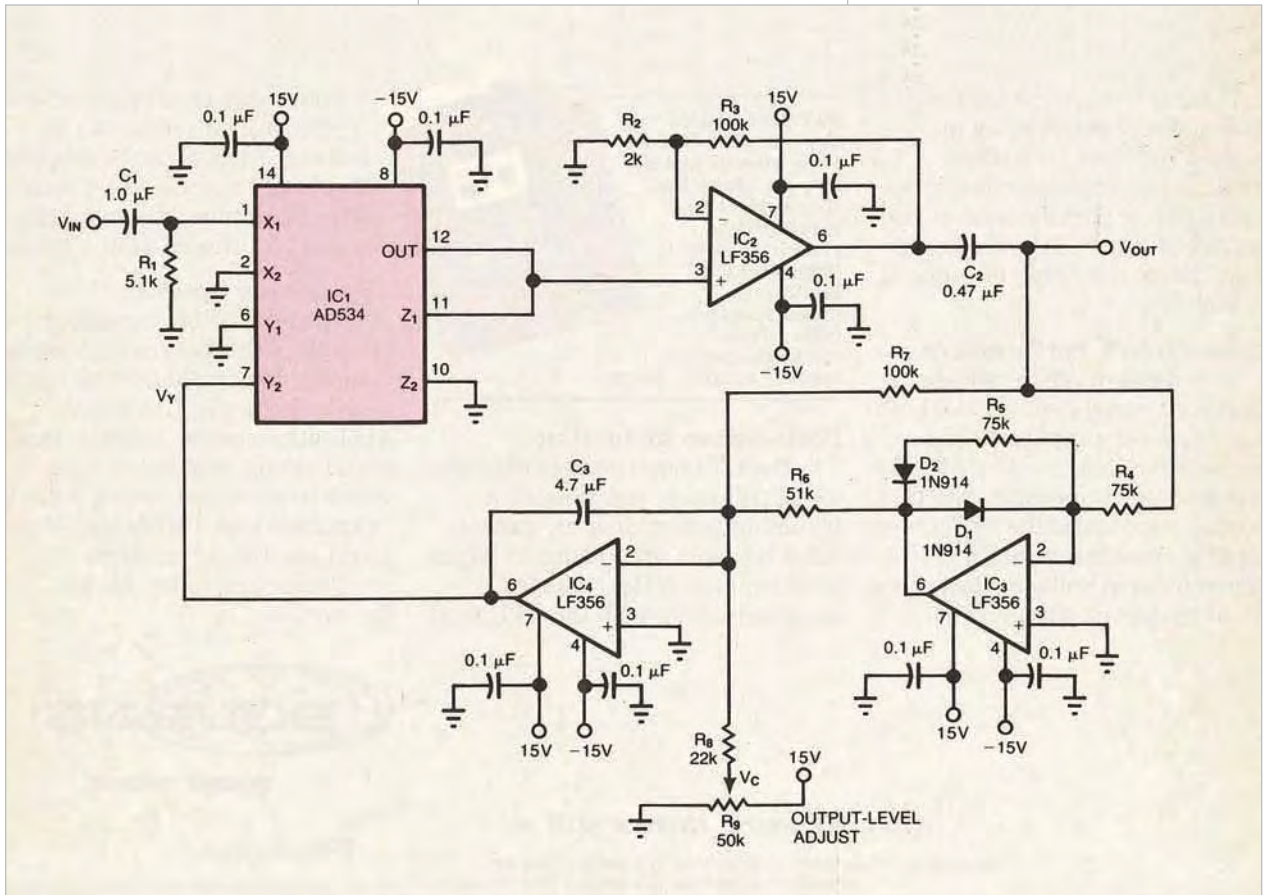 15V
-15V
0.1 µF
0.1 µF
C1
1.0 µF
VIN
R1
5.1k
14
8
1
X1
2
X2
6
Y1
7
Y2
VY
OUT
12
Z1
11
Z2
10
IC1
AD534
R2
2k
R3
100k
15V
0.1 µF
2
−
3
+
7
4
6
IC2
LF356
0.1 µF
-15V
C2
0.47 µF
VOUT
R7
100k
R5
75k
D2
1N914
R4
75k
C3
4.7 µF
R6
51k
D1
1N914
2
−
6
IC4
LF356
3
+
7
4
0.1 µF
0.1 µF
15V
-15V
2
−
6
IC3
LF356
3
+
7
4
0.1 µF
0.1 µF
15V
-15V
R8
22k
VC
15V
R9
50k
OUTPUT-LEVEL
ADJUST